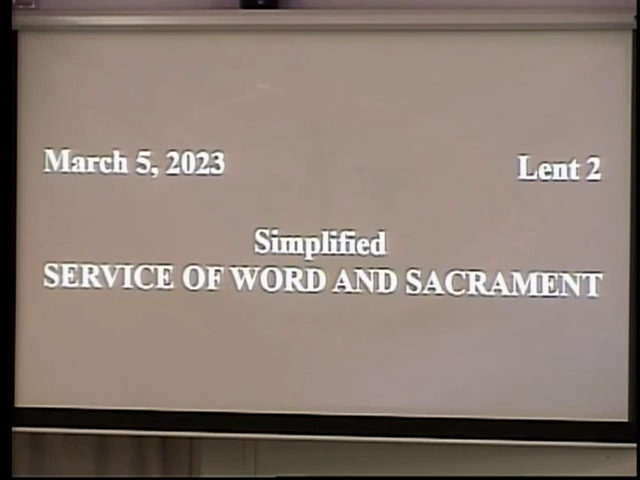 March 5, 2023 Lent 2
Simplified
SERVICE OF WORD AND SACRAMENT